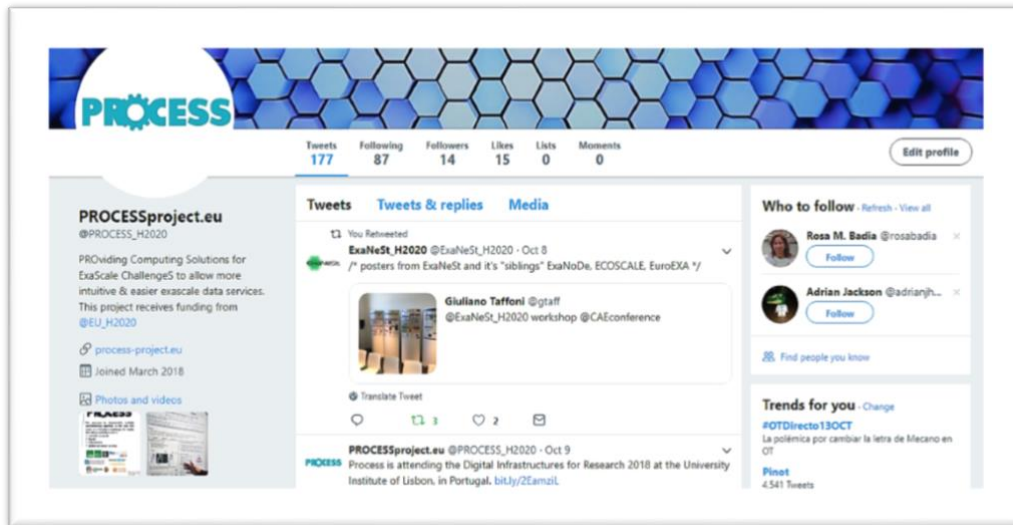 PROCESS
Tweets Following Followers Likes Lists Moments
177 87 14 15 0 0
Edit profile
PROCESSproject.eu
@PROCESS_H2020
PROviding Computing Solutions for
ExaScale ChallengeS to allow more
intuitive & easier exascale data services.
This project receives funding from
@EU_H2020
process-project.eu
Joined March 2018
Photos and videos
PROCESS
Tweets Tweets & replies Media
You Retweeted
ExaNeSt_H2020 @ExaNeSt_H2020 · Oct 8
/* posters from ExaNeSt and it's "siblings" ExaNoDe, ECOSCALE, EuroEXA */
Giuliano Taffoni @gtaff
@ExaNeSt_H2020 workshop @CAEconference
Translate Tweet
3 2
PROCESS
PROCESSproject.eu @PROCESS_H2020 · Oct 9
Process is attending the Digital Infrastructures for Research 2018 at the University
Institute of Lisbon, in Portugal. bit.ly/2EamziL
Who to follow · Refresh · View all
Rosa M. Badia @rosabadia
Follow
Adrian Jackson @adrianjh...
Follow
Find people you know
Trends for you · Change
#OTDirecto13OCT
La polémica por cambiar la letra de Mecano en
OT
Pinot
4,541 Tweets